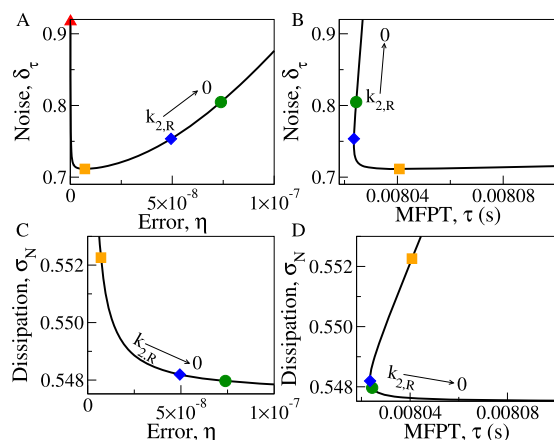 A
B
0.9
0.8
0.7
Noise, δτ
k2,R
0
0
5×10-8
1×10-7
Error, η
0.9
0.8
0.7
Noise, δτ
0
k2,R
0.00804
0.00808
MFPT, τ (s)
C
D
0.552
0.550
0.548
Dissipation, σN
k2,R
0
0
5×10-8
1×10-7
Error, η
0.552
0.550
0.548
Dissipation, σN
k2,R
0
0.00804
0.00808
MFPT, τ (s)